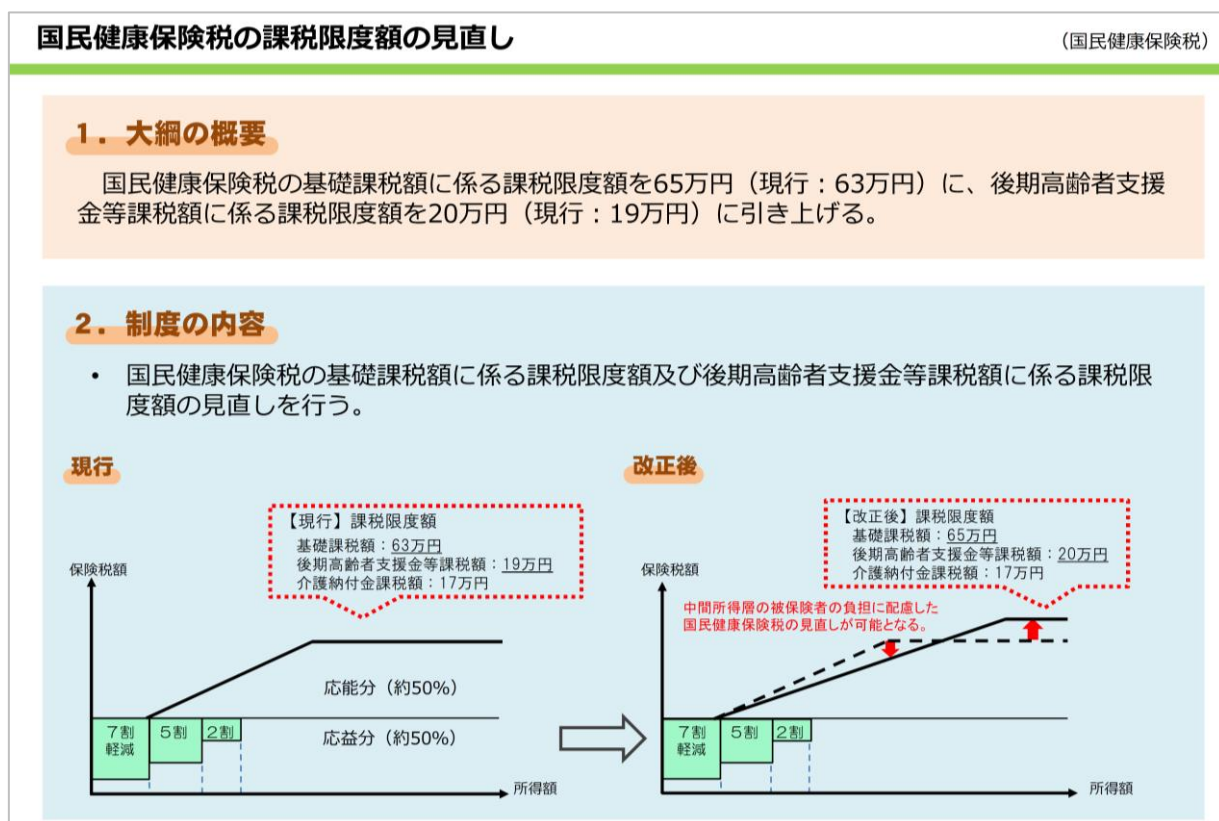 国民健康保険税の課税限度額の見直し
（国民健康保険税）
１．大綱の概要
国民健康保険税の基礎課税額に係る課税限度額を65万円（現行：63万円）に、後期高齢者支援
金等課税額に係る課税限度額を20万円（現行：19万円）に引き上げる。
２．制度の内容
• 国民健康保険税の基礎課税額に係る課税限度額及び後期高齢者支援金等課税額に係る課税限
度額の見直しを行う。
現行
【現行】課税限度額
基礎課税額：63万円
後期高齢者支援金等課税額：19万円
介護納付金課税額：17万円
保険税額
応能分（約50%）
７割
軽減
５割
２割
応益分（約50%）
所得額
改正後
【改正後】課税限度額
基礎課税額：65万円
後期高齢者支援金等課税額：20万円
介護納付金課税額：17万円
保険税額
中間所得層の被保険者の負担に配慮した
国民健康保険税の見直しが可能となる。
７割
軽減
５割
２割
所得額